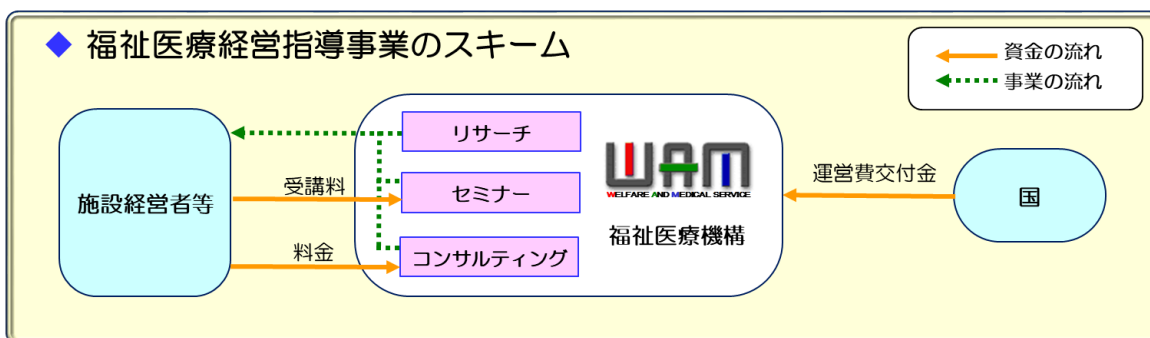 ◆ 福祉医療経営指導事業のスキーム
資金の流れ
事業の流れ
リサーチ
WAM
WELFARE AND MEDICAL SERVICE
福祉医療機構
セミナー
コンサルティング
施設経営者等
受講料
料金
運営費交付金
国